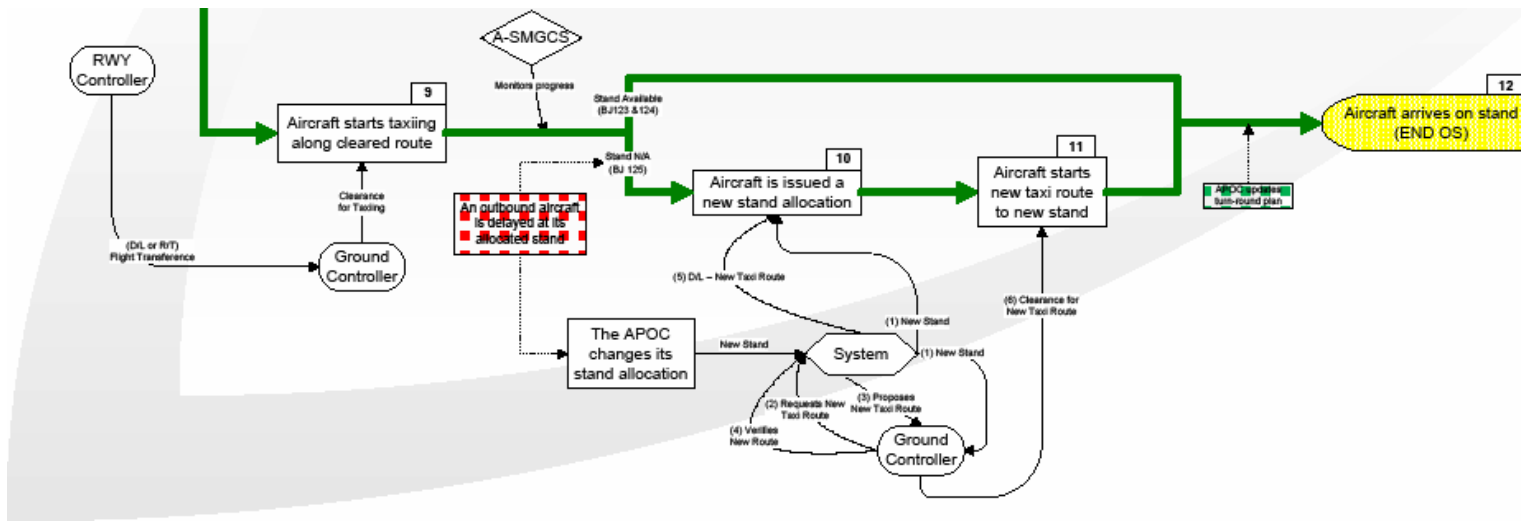 RWY
Controller
A-SMGCS
Monitors progress
9
Aircraft starts taxiing
along cleared route
Stand Available
(BJ123 &124)
12
Aircraft arrives on stand
(END OS)
Stand N/A
(BJ 125)
10
Aircraft is issued a
new stand allocation
11
Aircraft starts
new taxi route
to new stand
APOC updates
turn-round plan
Clearance
for Taxiing
An outbound aircraft
is delayed at its
allocated stand
(D/L or R/T)
Flight Transference
Ground
Controller
(5) D/L – New Taxi Route
(6) Clearance for
New Taxi Route
(1) New Stand
The APOC
changes its
stand allocation
New Stand
System
(1) New Stand
(2) Requests New
Taxi Route
(3) Proposes
New Taxi Route
(4) Verifies
New Route
Ground
Controller